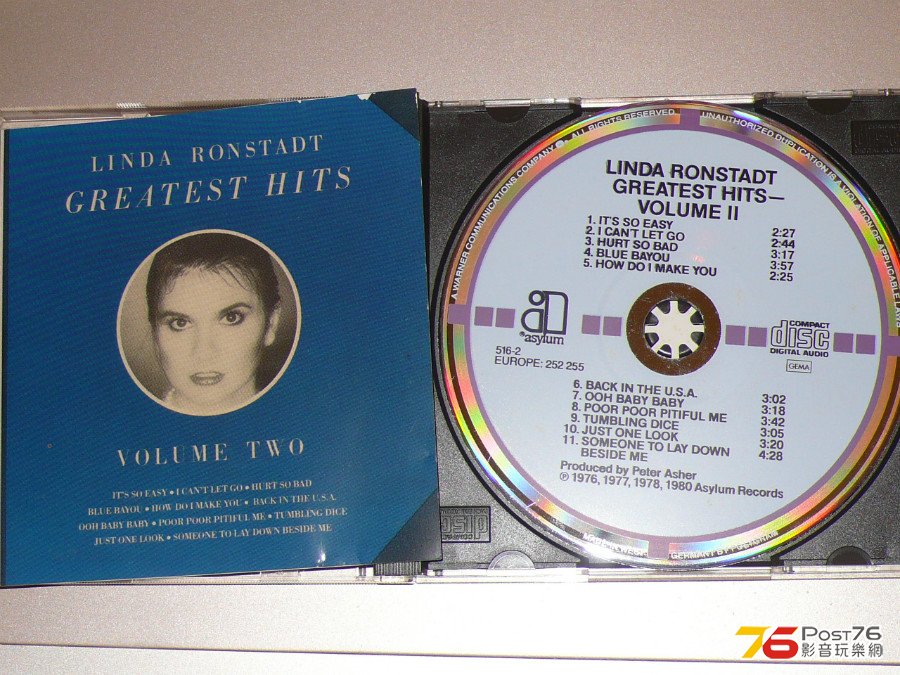 LINDA RONSTADT
GREATEST HITS
VOLUME TWO
IT'S SO EASY • I CAN'T LET GO • HURT SO BAD
BLUE BAYOU • HOW DO I MAKE YOU • BACK IN THE U.S.A.
OOH BABY BABY • POOR POOR PITIFUL ME • TUMBLING DICE
JUST ONE LOOK • SOMEONE TO LAY DOWN BESIDE ME
A WARNER COMMUNICATIONS COMPANY
ALL RIGHTS RESERVED
UNAUTHORIZED DUPLICATION IS A VIOLATION OF APPLICABLE LAWS
LINDA RONSTADT
GREATEST HITS—
VOLUME II
1. IT'S SO EASY 2:27
2. I CAN'T LET GO 2:44
3. HURT SO BAD 3:17
4. BLUE BAYOU 3:57
5. HOW DO I MAKE YOU 2:25
asylum
COMPACT
disc
DIGITAL AUDIO
GEMA
516-2
EUROPE: 252 255
6. BACK IN THE U.S.A. 3:02
7. OOH BABY BABY 3:18
8. POOR POOR PITIFUL ME 3:42
9. TUMBLING DICE 3:05
10. JUST ONE LOOK 3:20
11. SOMEONE TO LAY DOWN
BESIDE ME 4:28
Produced by Peter Asher
℗ 1976, 1977, 1978, 1980 Asylum Records
GERMANY BY POLYGRAM
disc
76 POST76
影音玩樂網